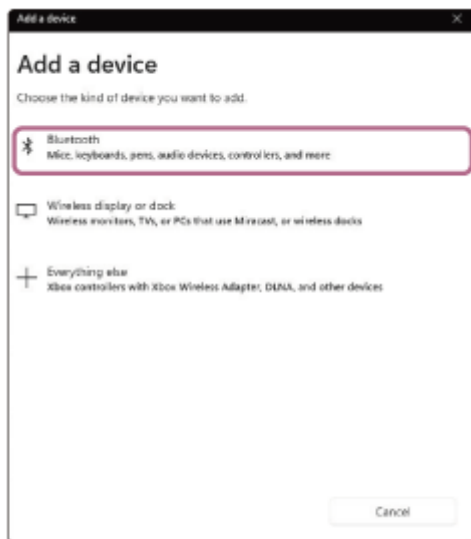 Add a device
Add a device
Choose the kind of device you want to add.
Bluetooth
Mice, keyboards, pens, audio devices, controllers, and more
Wireless display or dock
Wireless monitors, TVs, or PCs that use Miracast, or wireless docks
Everything else
Xbox controllers with Xbox Wireless Adapter, DLNA, and other devices
Cancel